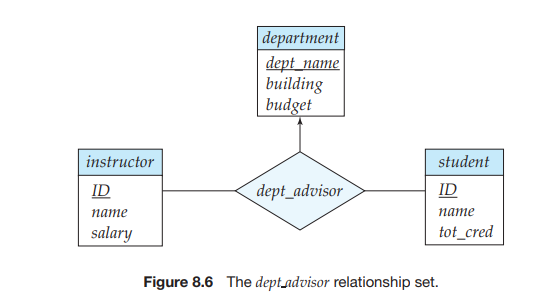 department
dept_name
building
budget
instructor
ID
name
salary
dept_advisor
student
ID
name
tot_cred
Figure 8.6 The dept_advisor relationship set.